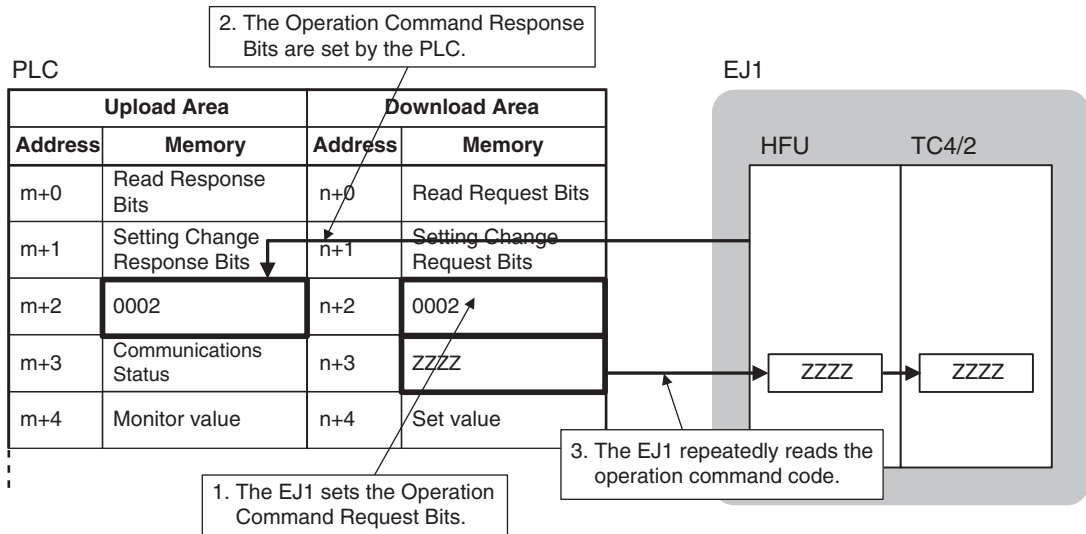 2. The Operation Command Response
Bits are set by the PLC.
PLC
EJ1
Upload Area Download Area
Address Memory Address Memory
HFU TC4/2
m+0 Read Response
Bits n+0 Read Request Bits
m+1 Setting Change
Response Bits n+1 Setting Change
Request Bits
m+2 0002 n+2 0002
m+3 Communications
Status n+3 ZZZZ
ZZZZ ZZZZ
m+4 Monitor value n+4 Set value
3. The EJ1 repeatedly reads the
operation command code.
1. The EJ1 sets the Operation
Command Request Bits.